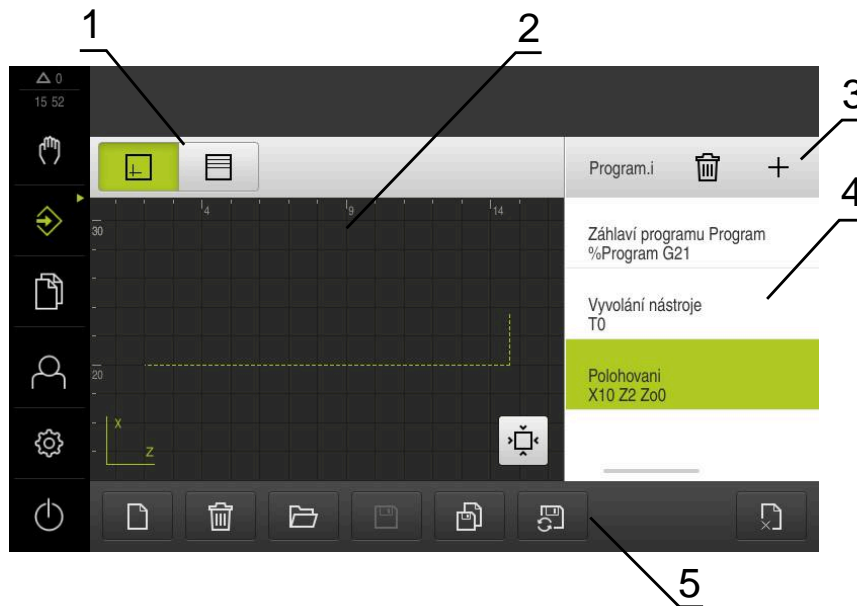 1
2
3
4
5
0
15 52
Program.i
4
9
14
30
20
Záhlaví programu Program
%Program G21
Vyvolání nástroje
T0
Polohovani
X10 Z2 Zo0
X
Z